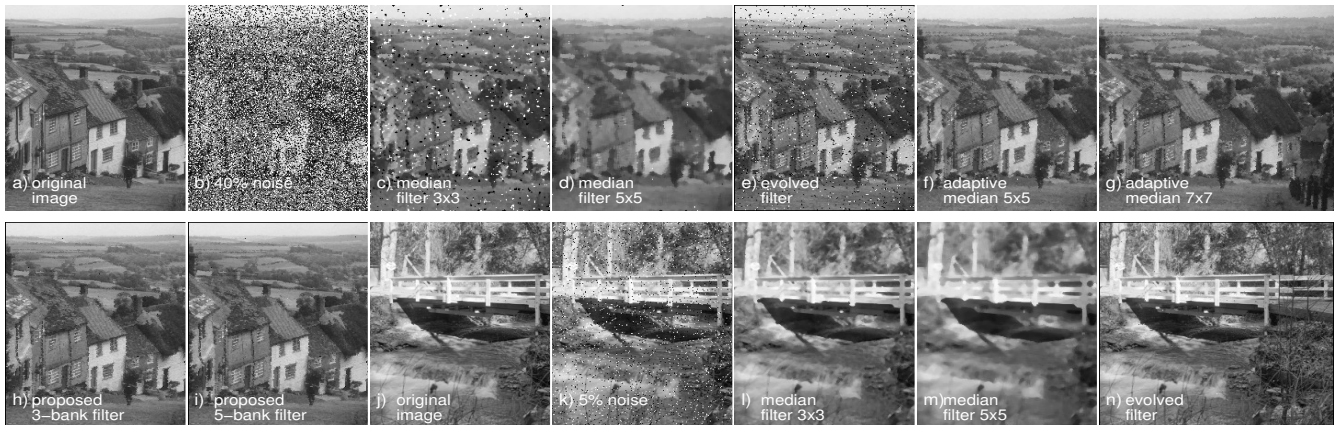 a) original
image
b) 40% noise
c) median
filter 3x3
d) median
filter 5x5
e) evolved
filter
f) adaptive
median 5x5
g) adaptive
median 7x7
h) proposed
3-bank filter
i) proposed
5-bank filter
j) original
image
k) 5% noise
l) median
filter 3x3
m)median
filter 5x5
n) evolved
filter